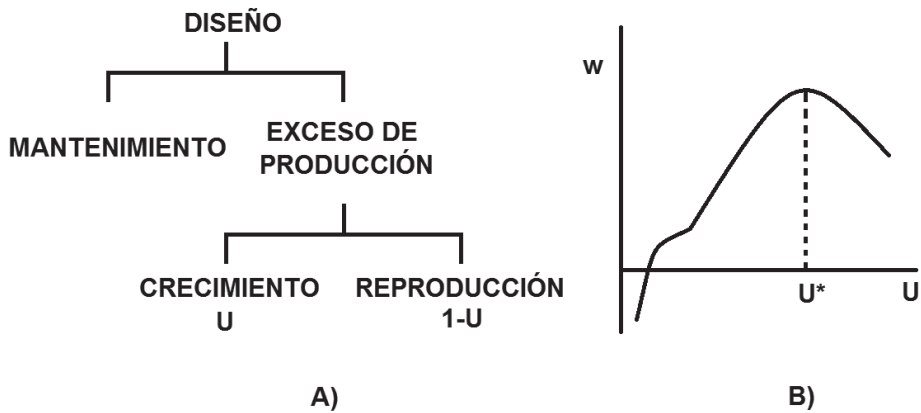 DISEÑO
MANTENIMIENTO
EXCESO DE
PRODUCCIÓN
CRECIMIENTO
U
REPRODUCCIÓN
1-U
A)
w
U*
U
B)